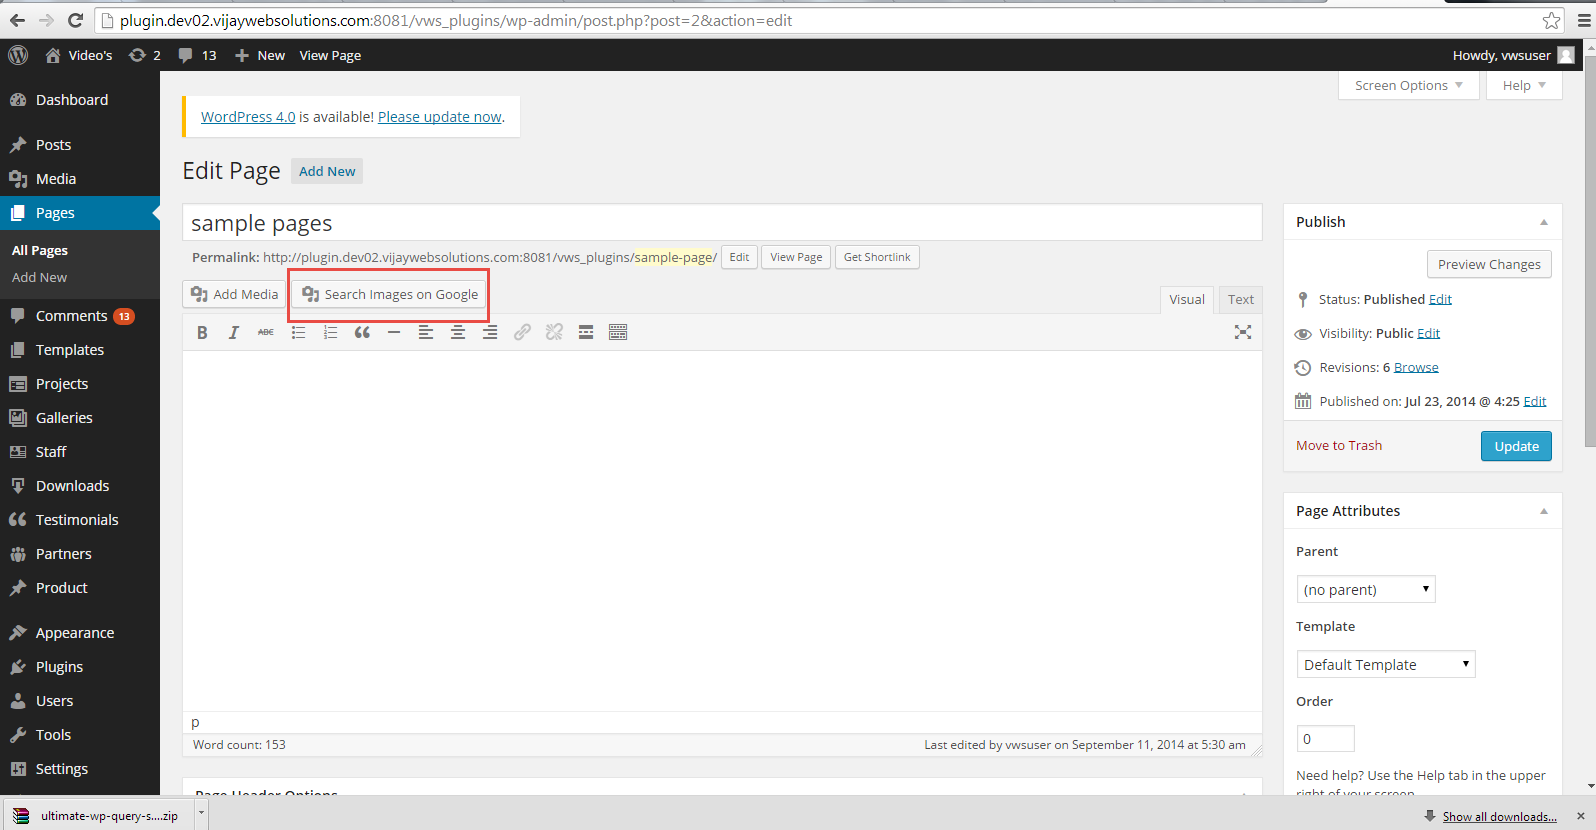 plugin.dev02.vijaywebsolutions.com:8081/vws_plugins/wp-admin/post.php?post=2&action=edit
Video's 2 13 New View Page Howdy, vwsuser
Screen Options Help
Dashboard
Posts
Media
Pages
All Pages
Add New
Comments 13
Templates
Projects
Galleries
Staff
Downloads
Testimonials
Partners
Product
Appearance
Plugins
Users
Tools
Settings
WordPress 4.0 is available! Please update now.
Edit Page Add New
sample pages
Permalink: http://plugin.dev02.vijaywebsolutions.com:8081/vws_plugins/sample-page/ Edit View Page Get Shortlink
Add Media Search Images on Google Visual Text
B I ABC
p
Word count: 153 Last edited by vwsuser on September 11, 2014 at 5:30 am
Page Header Options
Publish
Preview Changes
Status: Published Edit
Visibility: Public Edit
Revisions: 6 Browse
Published on: Jul 23, 2014 @ 4:25 Edit
Move to Trash Update
Page Attributes
Parent
(no parent)
Template
Default Template
Order
0
Need help? Use the Help tab in the upper
right of your screen.
ultimate-wp-query-s....zip Show all downloads...